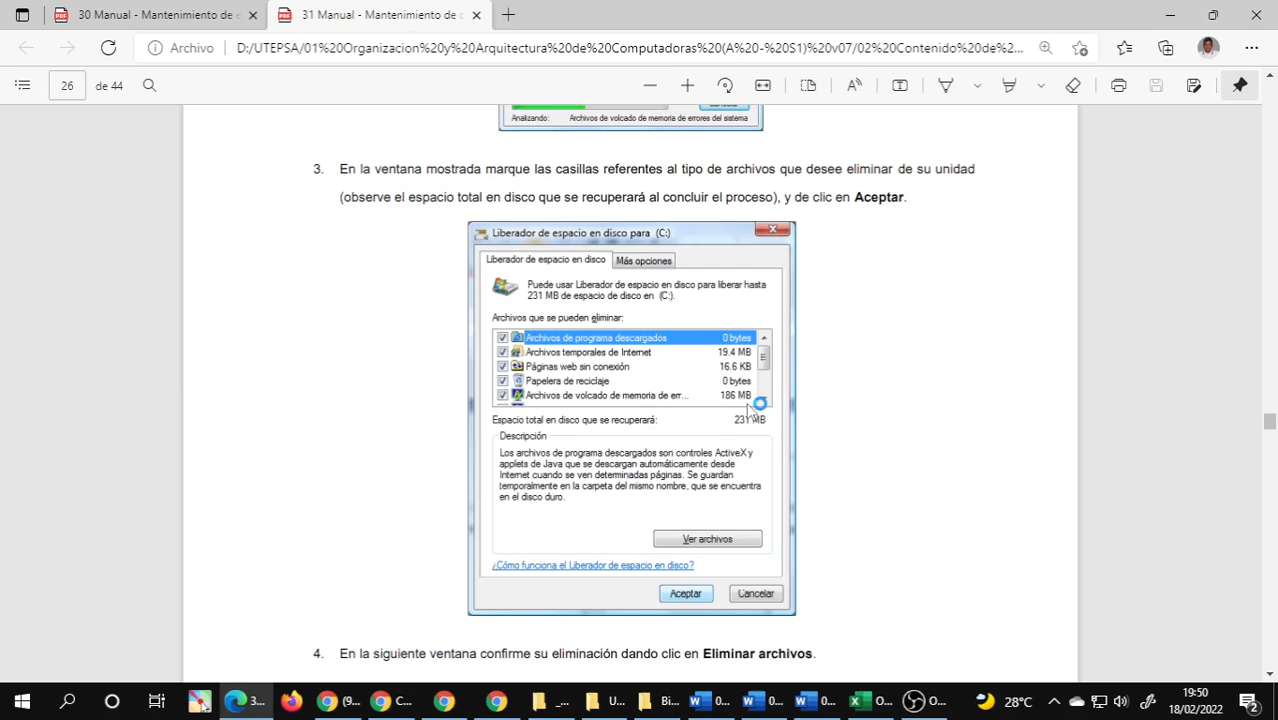 30 Manual - Mantenimiento de e
31 Manual - Mantenimiento de c
Archivo
D:/UTEPSA/01%20Organizacion%20y%20Arquitectura%20de%20Computadoras%20(A%20-%20S1)%20v07/02%20Contenido%20de%...
26
de 44
Analizando: Archivos de volcado de memoria de errores del sistema
3. En la ventana mostrada marque las casillas referentes al tipo de archivos que desee eliminar de su unidad
(observe el espacio total en disco que se recuperará al concluir el proceso), y de clic en Aceptar.
Liberador de espacio en disco para (C:)
Liberador de espacio en disco
Más opciones
Puede usar Liberador de espacio en disco para liberar hasta
231 MB de espacio de disco en (C:).
Archivos que se pueden eliminar:
Archivos de programa descargados 0 bytes
Archivos temporales de Internet 19.4 MB
Páginas web sin conexión 16.6 KB
Papelera de reciclaje 0 bytes
Archivos de volcado de memoria de err... 186 MB
Espacio total en disco que se recuperará: 231 MB
Descripción
Los archivos de programa descargados son controles ActiveX y
applets de Java que se descargan automáticamente desde
Internet cuando se ven determinadas páginas. Se guardan
temporalmente en la carpeta del mismo nombre, que se encuentra
en el disco duro.
Ver archivos
¿Cómo funciona el Liberador de espacio en disco?
Aceptar
Cancelar
4. En la siguiente ventana confirme su eliminación dando clic en Eliminar archivos.
3...
(9...
C...
_...
U...
Bi...
0...
0...
0...
O...
O...
28°C
19:50
18/02/2022
2